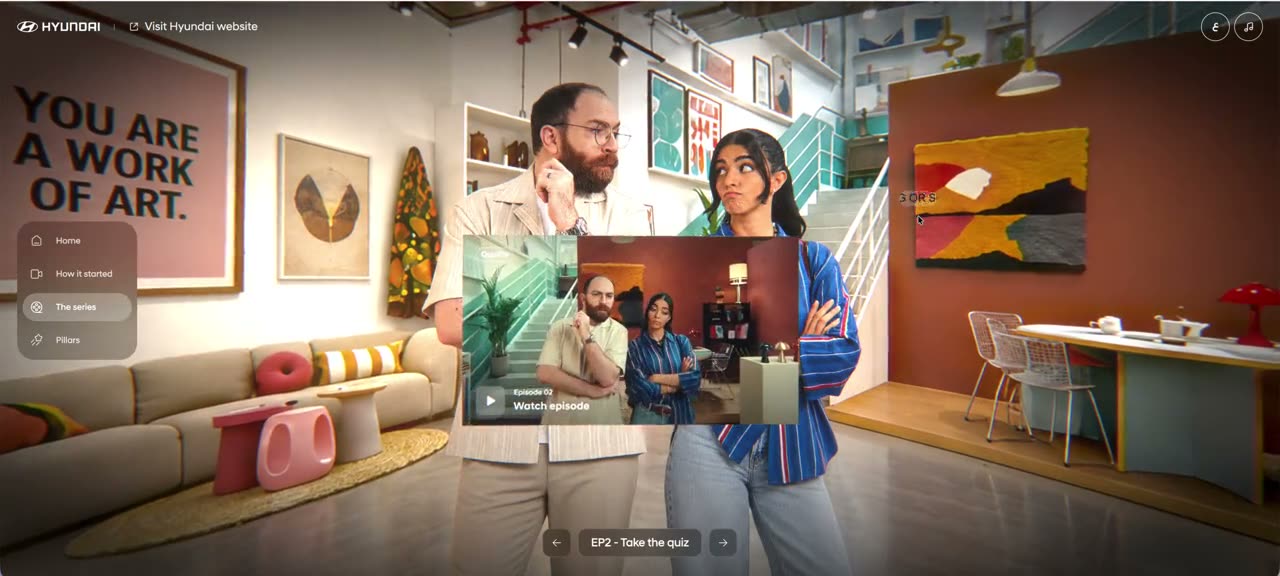 HYUNDAI
Visit Hyundai website
ع
YOU ARE
A WORK
OF ART.
Home
How it started
The series
Pillars
Episode 02
Watch episode
EP2 - Take the quiz